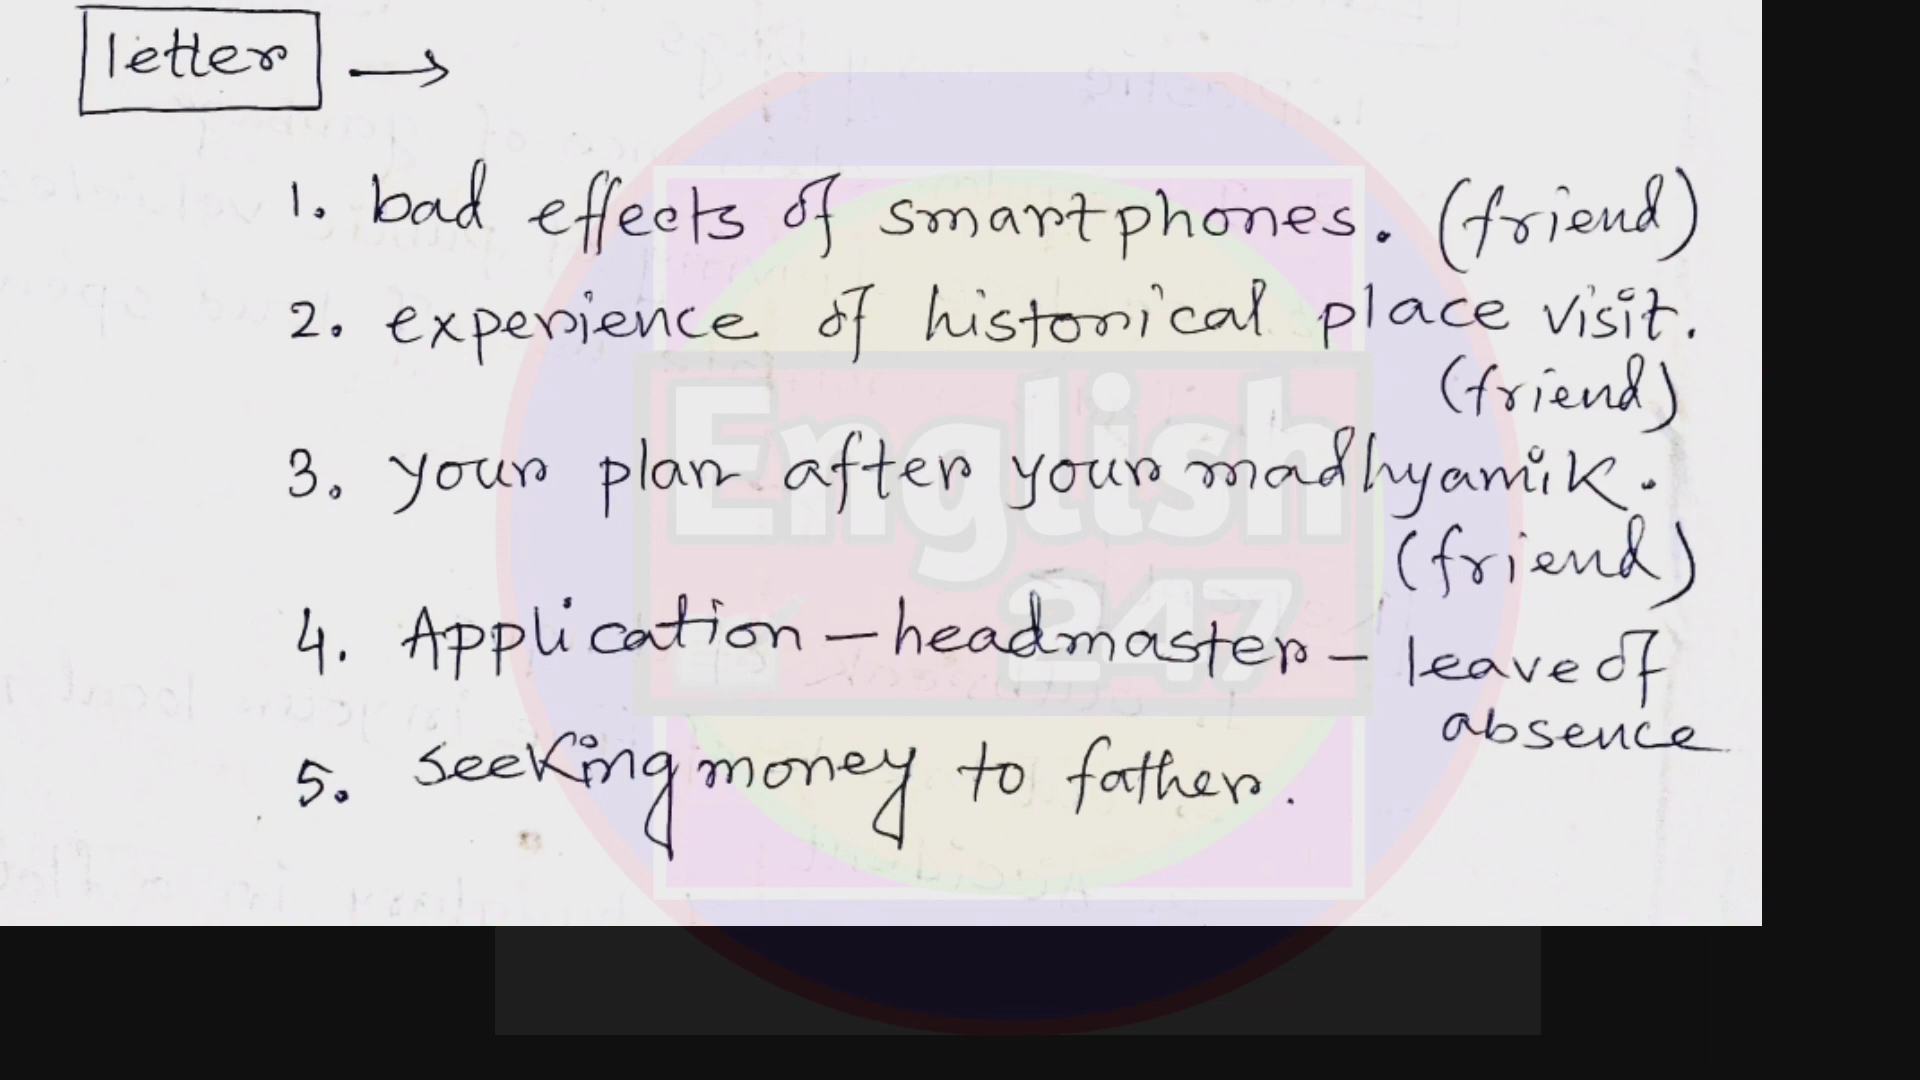 letter →
1. bad effects of smartphones. (friend)
2. experience of historical place visit.
(friend)
3. your plan after your madhyamik.
(friend)
4. Application – headmaster – leave of
absence
5. seeking money to father.
English
247